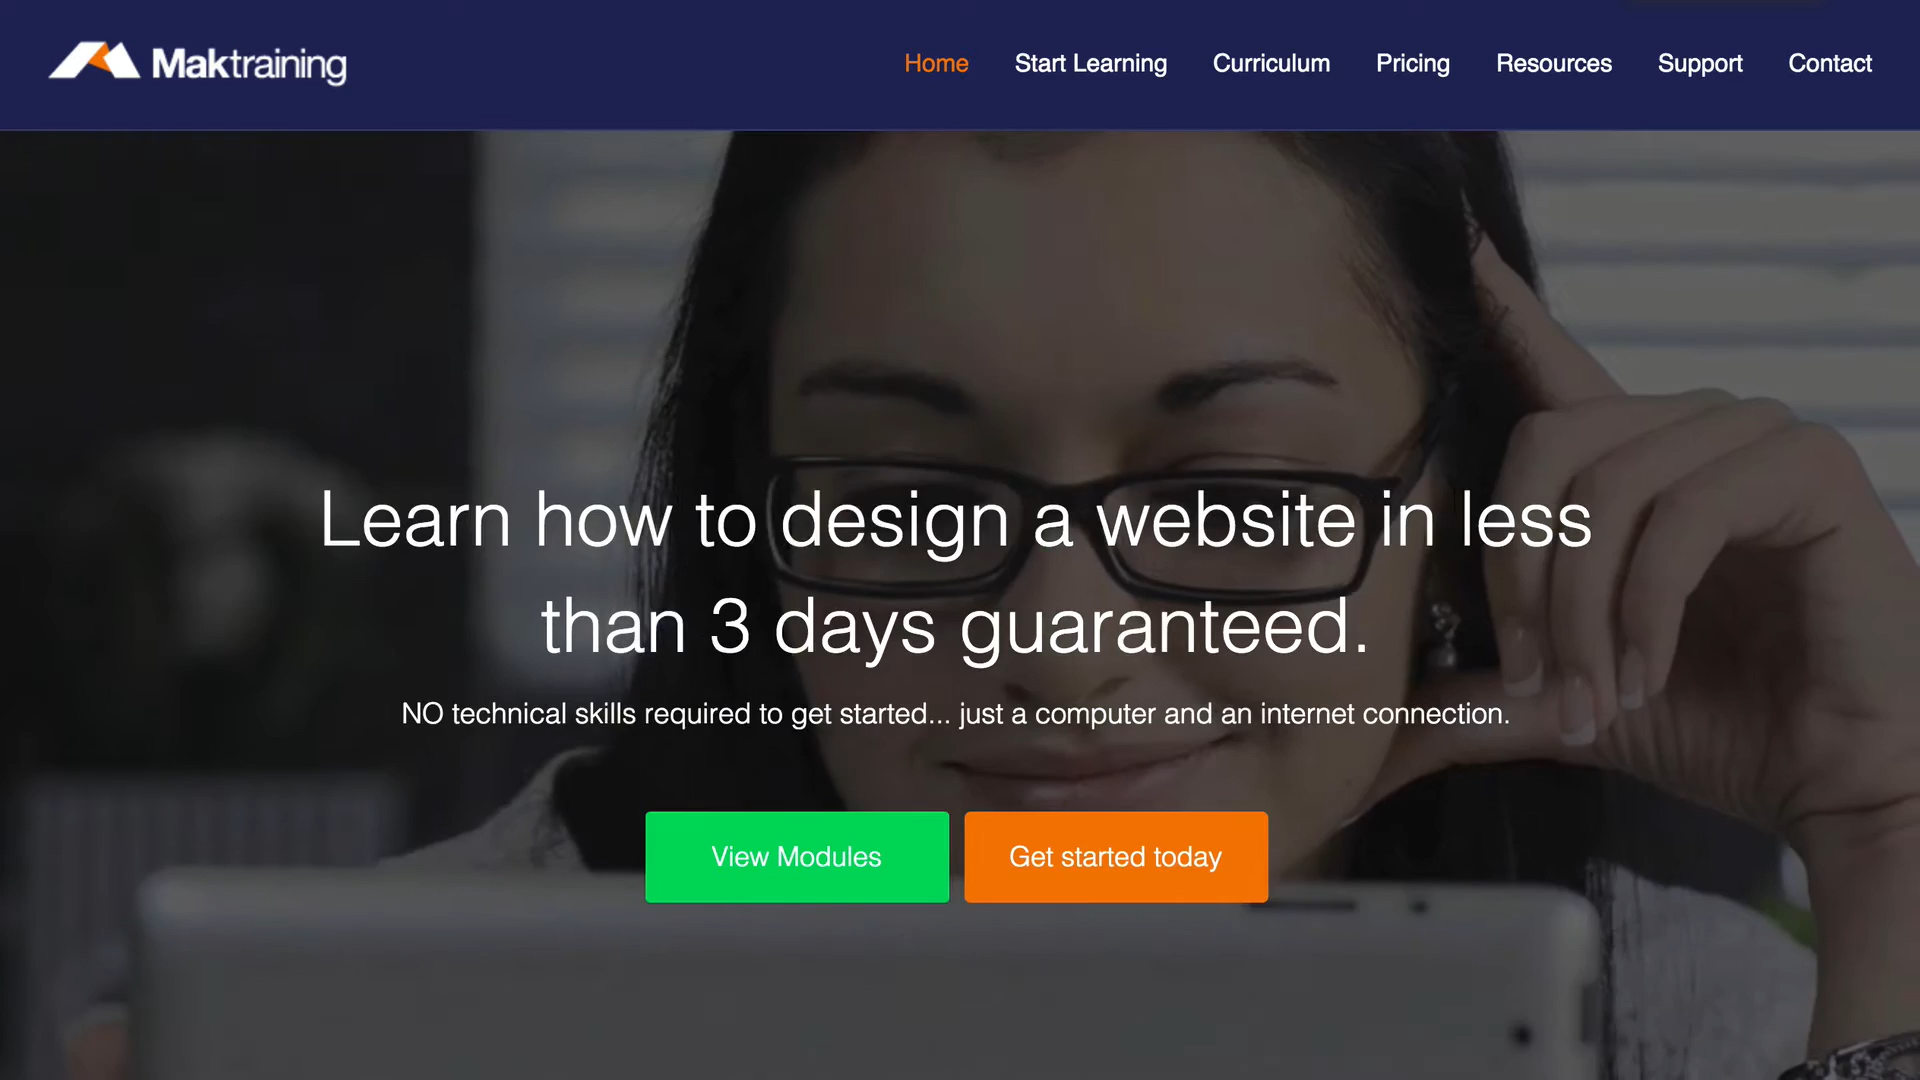 Maktraining
Home Start Learning Curriculum Pricing Resources Support Contact
Learn how to design a website in less
than 3 days guaranteed.
NO technical skills required to get started... just a computer and an internet connection.
View Modules
Get started today